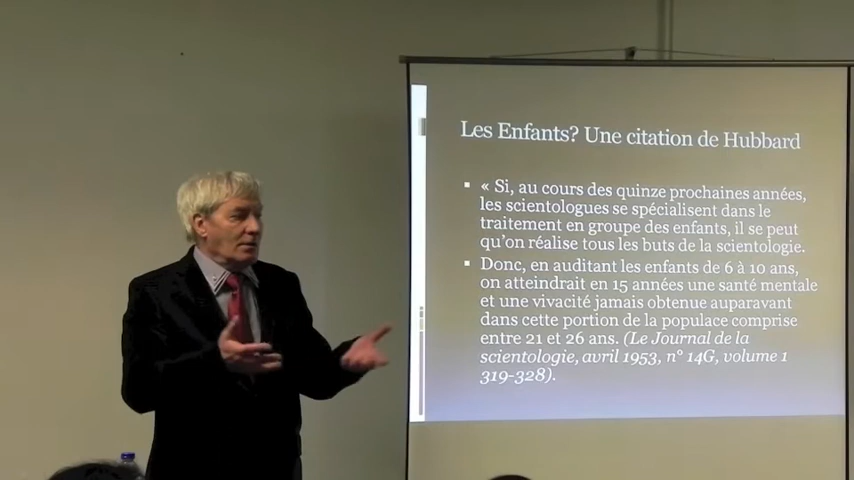 Les Enfants? Une citation de Hubbard
▪ « Si, au cours des quinze prochaines années,
les scientologues se spécialisent dans le
traitement en groupe des enfants, il se peut
qu'on réalise tous les buts de la scientologie.
▪ Donc, en auditant les enfants de 6 à 10 ans,
on atteindrait en 15 années une santé mentale
et une vivacité jamais obtenue auparavant
dans cette portion de la populace comprise
entre 21 et 26 ans. (Le Journal de la
scientologie, avril 1953, n° 14G, volume 1
319-328).